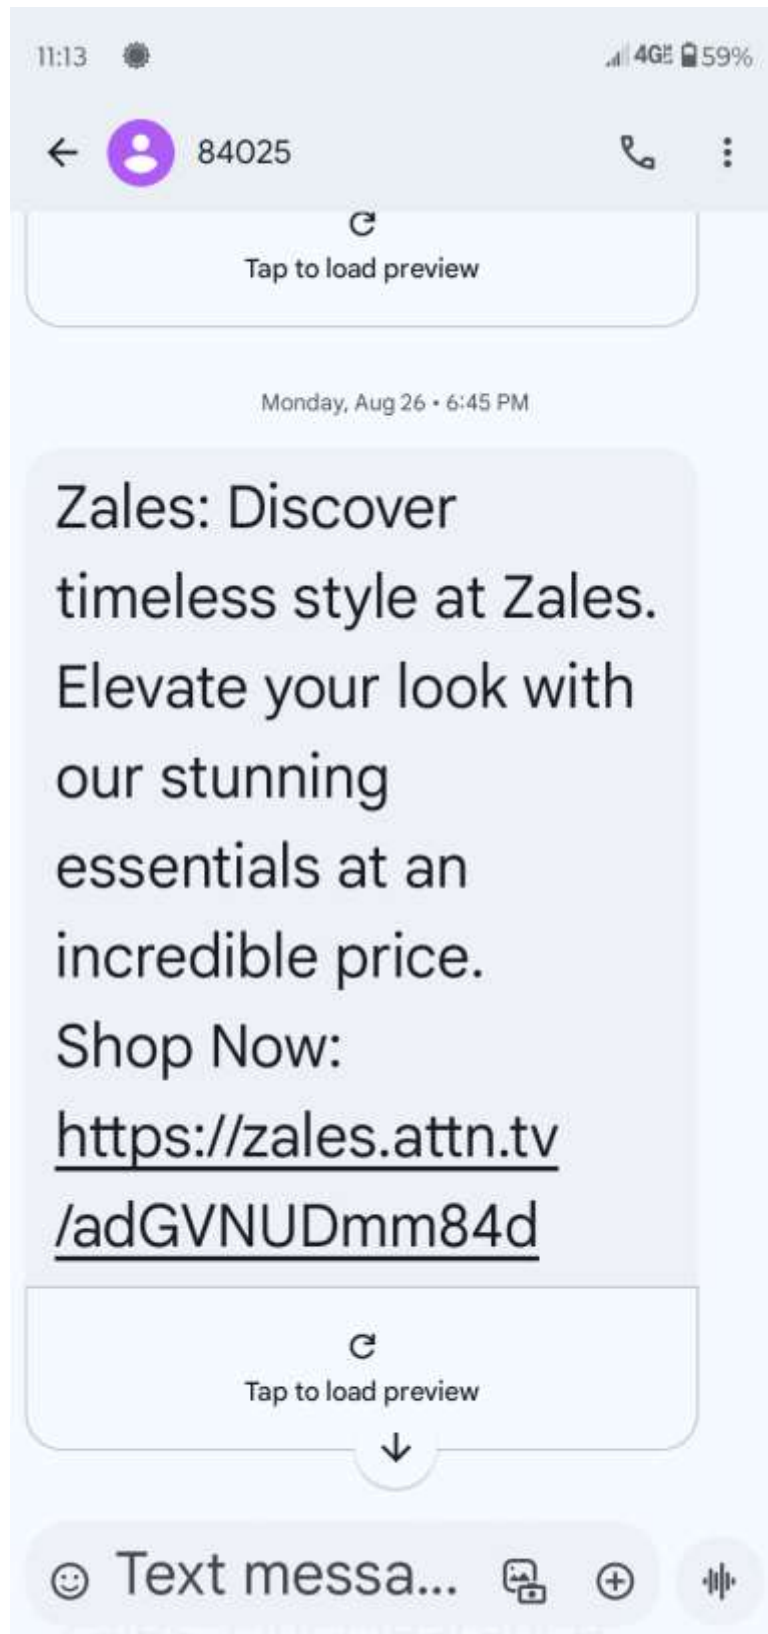 11:13 4G 59%
84025
Tap to load preview
Monday, Aug 26 • 6:45 PM
Zales: Discover
timeless style at Zales.
Elevate your look with
our stunning
essentials at an
incredible price.
Shop Now:
https://zales.attn.tv
/adGVNUDmm84d
Tap to load preview
Text messa...